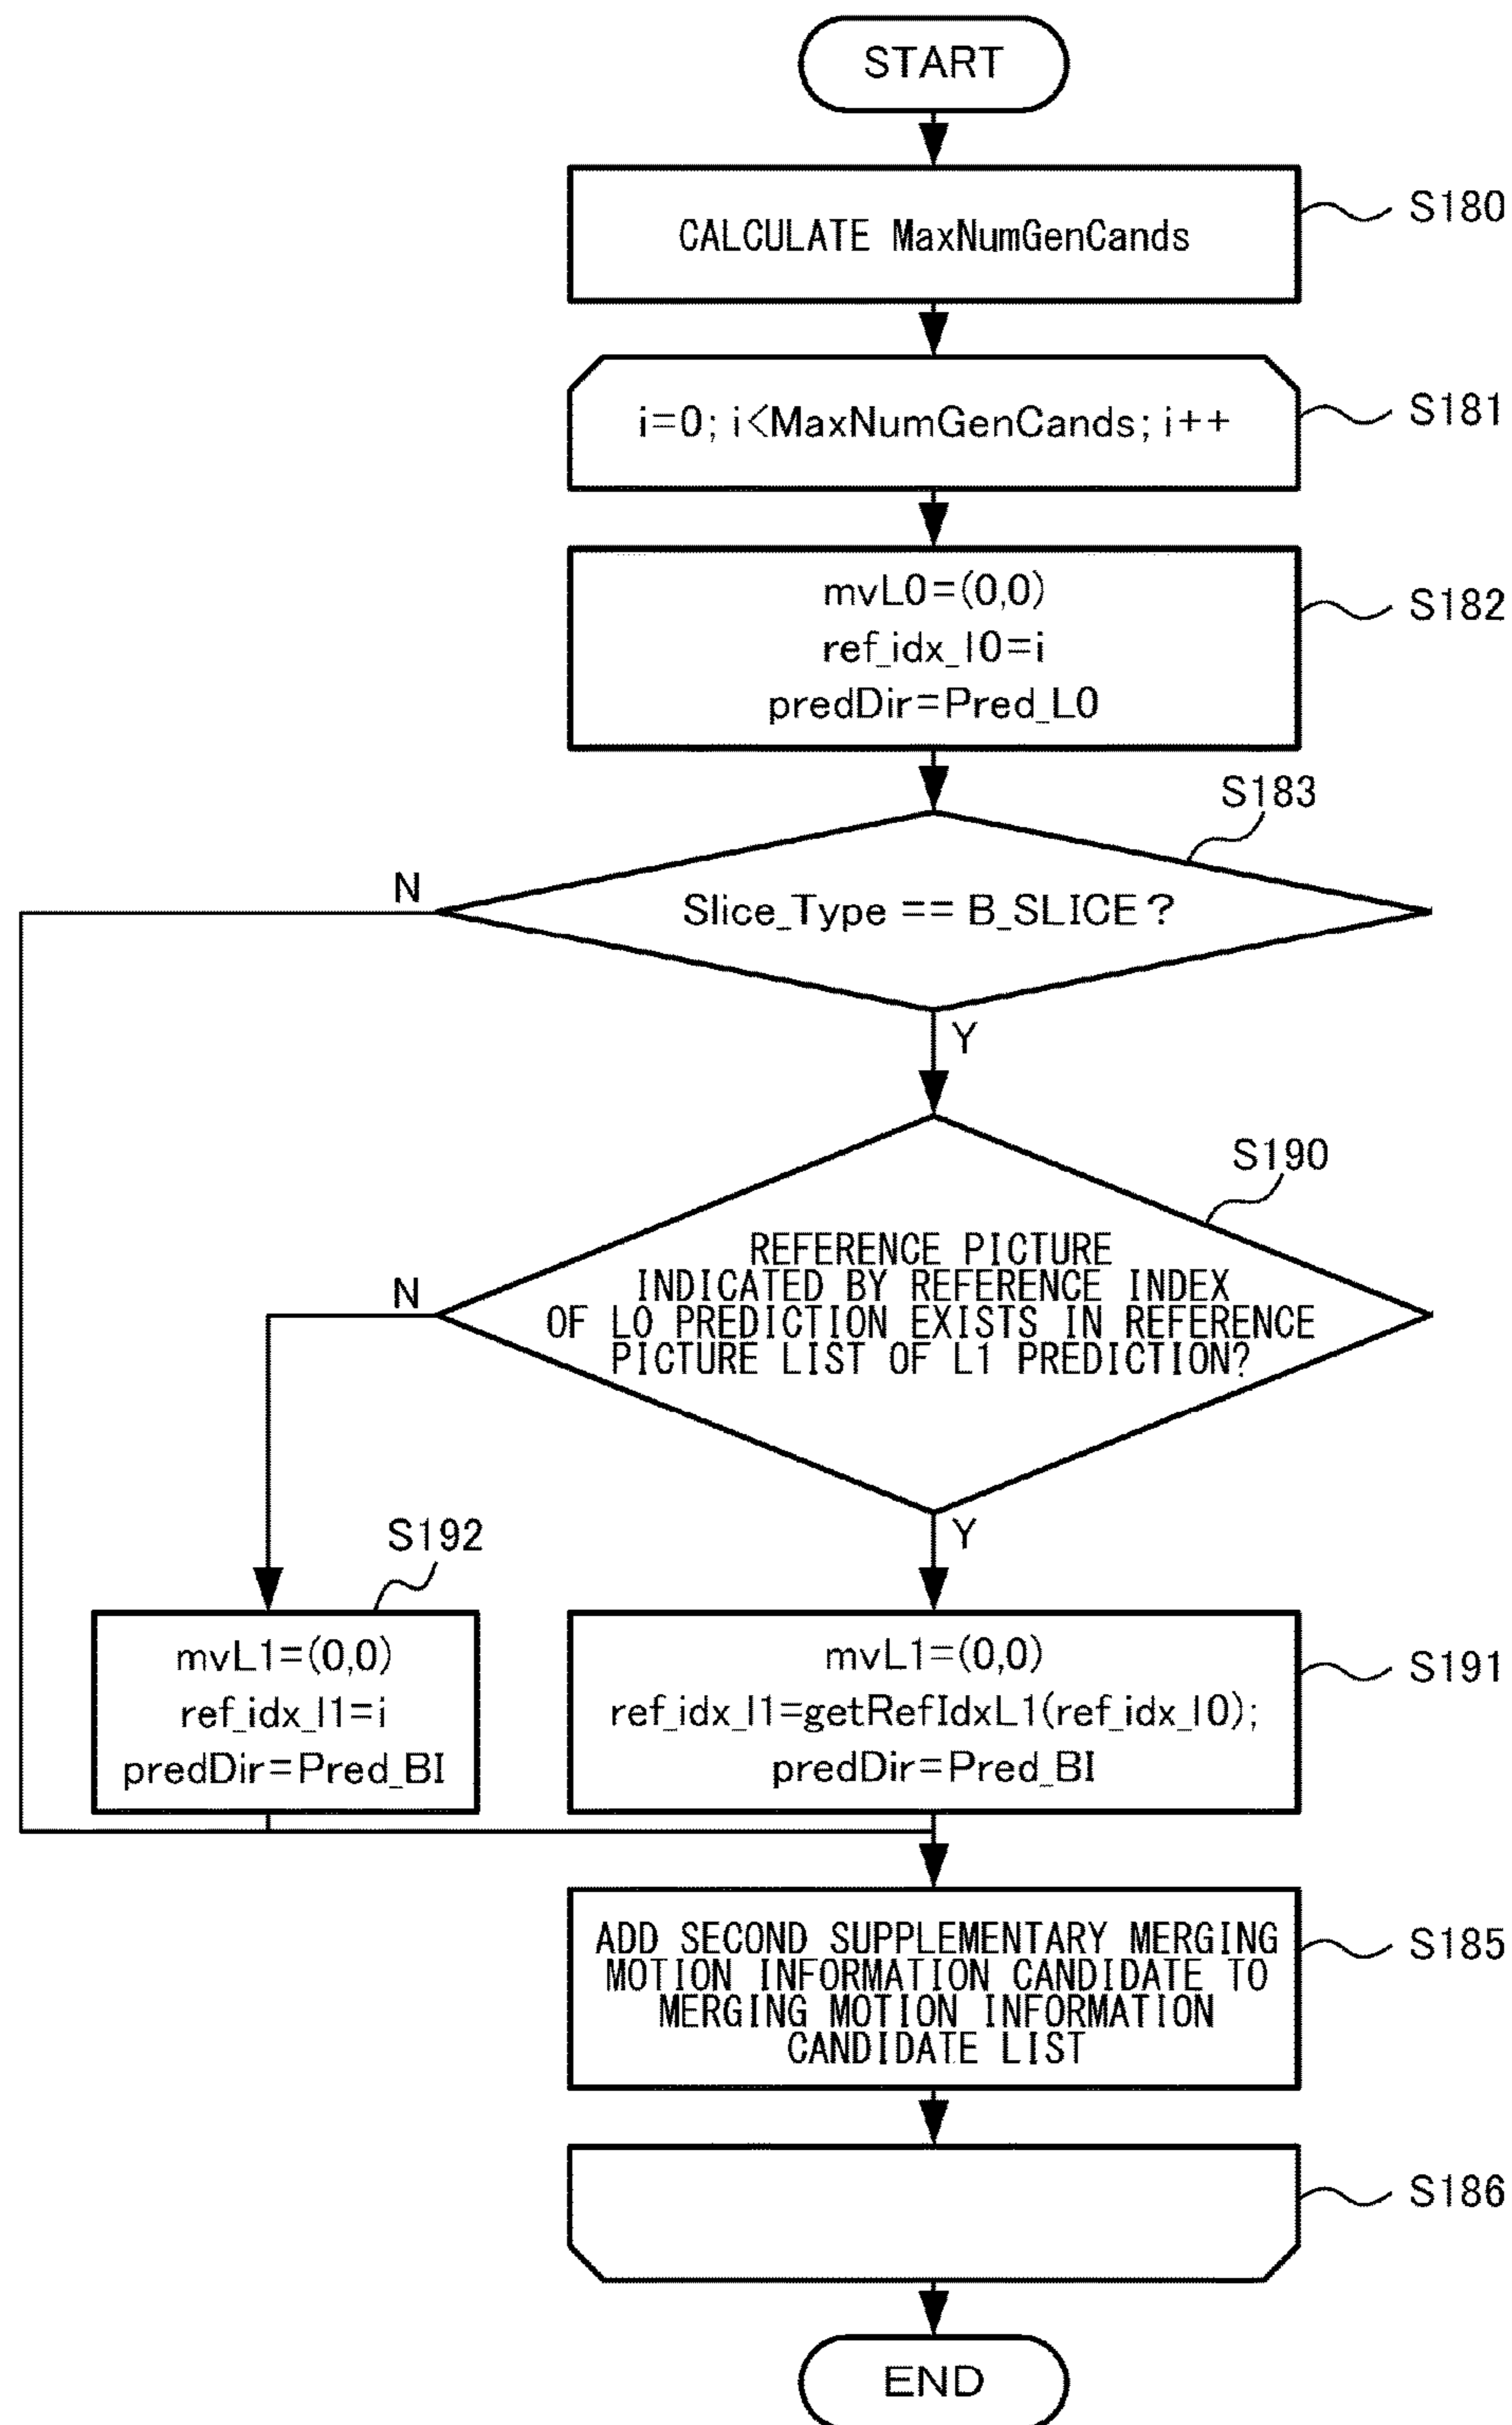 START
CALCULATE MaxNumGenCands
S180
i=0; i<MaxNumGenCands; i++
S181
mvL0=(0,0)
ref_idx_l0=i
predDir=Pred_L0
S182
S183
N
Slice_Type == B_SLICE?
Y
S190
N
REFERENCE PICTURE
INDICATED BY REFERENCE INDEX
OF L0 PREDICTION EXISTS IN REFERENCE
PICTURE LIST OF L1 PREDICTION?
Y
S192
mvL1=(0,0)
ref_idx_l1=i
predDir=Pred_BI
mvL1=(0,0)
ref_idx_l1=getRefIdxL1(ref_idx_l0);
predDir=Pred_BI
S191
ADD SECOND SUPPLEMENTARY MERGING
MOTION INFORMATION CANDIDATE TO
MERGING MOTION INFORMATION
CANDIDATE LIST
S185
S186
END